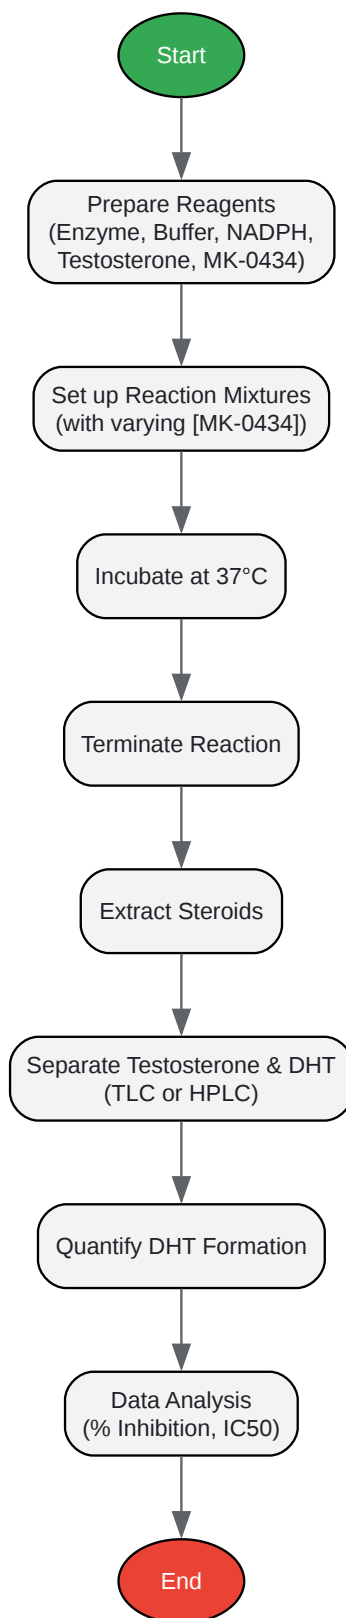 Start
Prepare Reagents
(Enzyme, Buffer, NADPH,
Testosterone, MK-0434)
Set up Reaction Mixtures
(with varying [MK-0434])
Incubate at 37°C
Terminate Reaction
Extract Steroids
Separate Testosterone & DHT
(TLC or HPLC)
Quantify DHT Formation
Data Analysis
(% Inhibition, IC50)
End